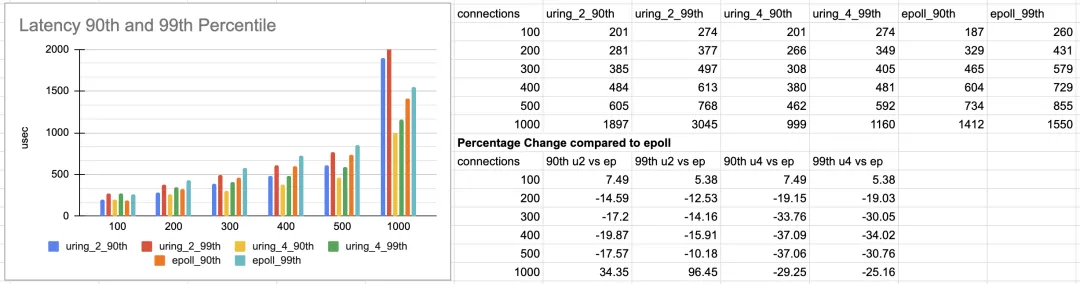 Latency 90th and 99th Percentile
usec
2000
1500
1000
500
0
100 200 300 400 500 1000
uring_2_90th uring_2_99th uring_4_90th uring_4_99th
epoll_90th epoll_99th
connections uring_2_90th uring_2_99th uring_4_90th uring_4_99th epoll_90th epoll_99th
100 201 274 201 274 187 260
200 281 377 266 349 329 431
300 385 497 308 405 465 579
400 484 613 380 481 604 729
500 605 768 462 592 734 855
1000 1897 3045 999 1160 1412 1550
Percentage Change compared to epoll
connections 90th u2 vs ep 99th u2 vs ep 90th u4 vs ep 99th u4 vs ep
100 7.49 5.38 7.49 5.38
200 -14.59 -12.53 -19.15 -19.03
300 -17.2 -14.16 -33.76 -30.05
400 -19.87 -15.91 -37.09 -34.02
500 -17.57 -10.18 -37.06 -30.76
1000 34.35 96.45 -29.25 -25.16